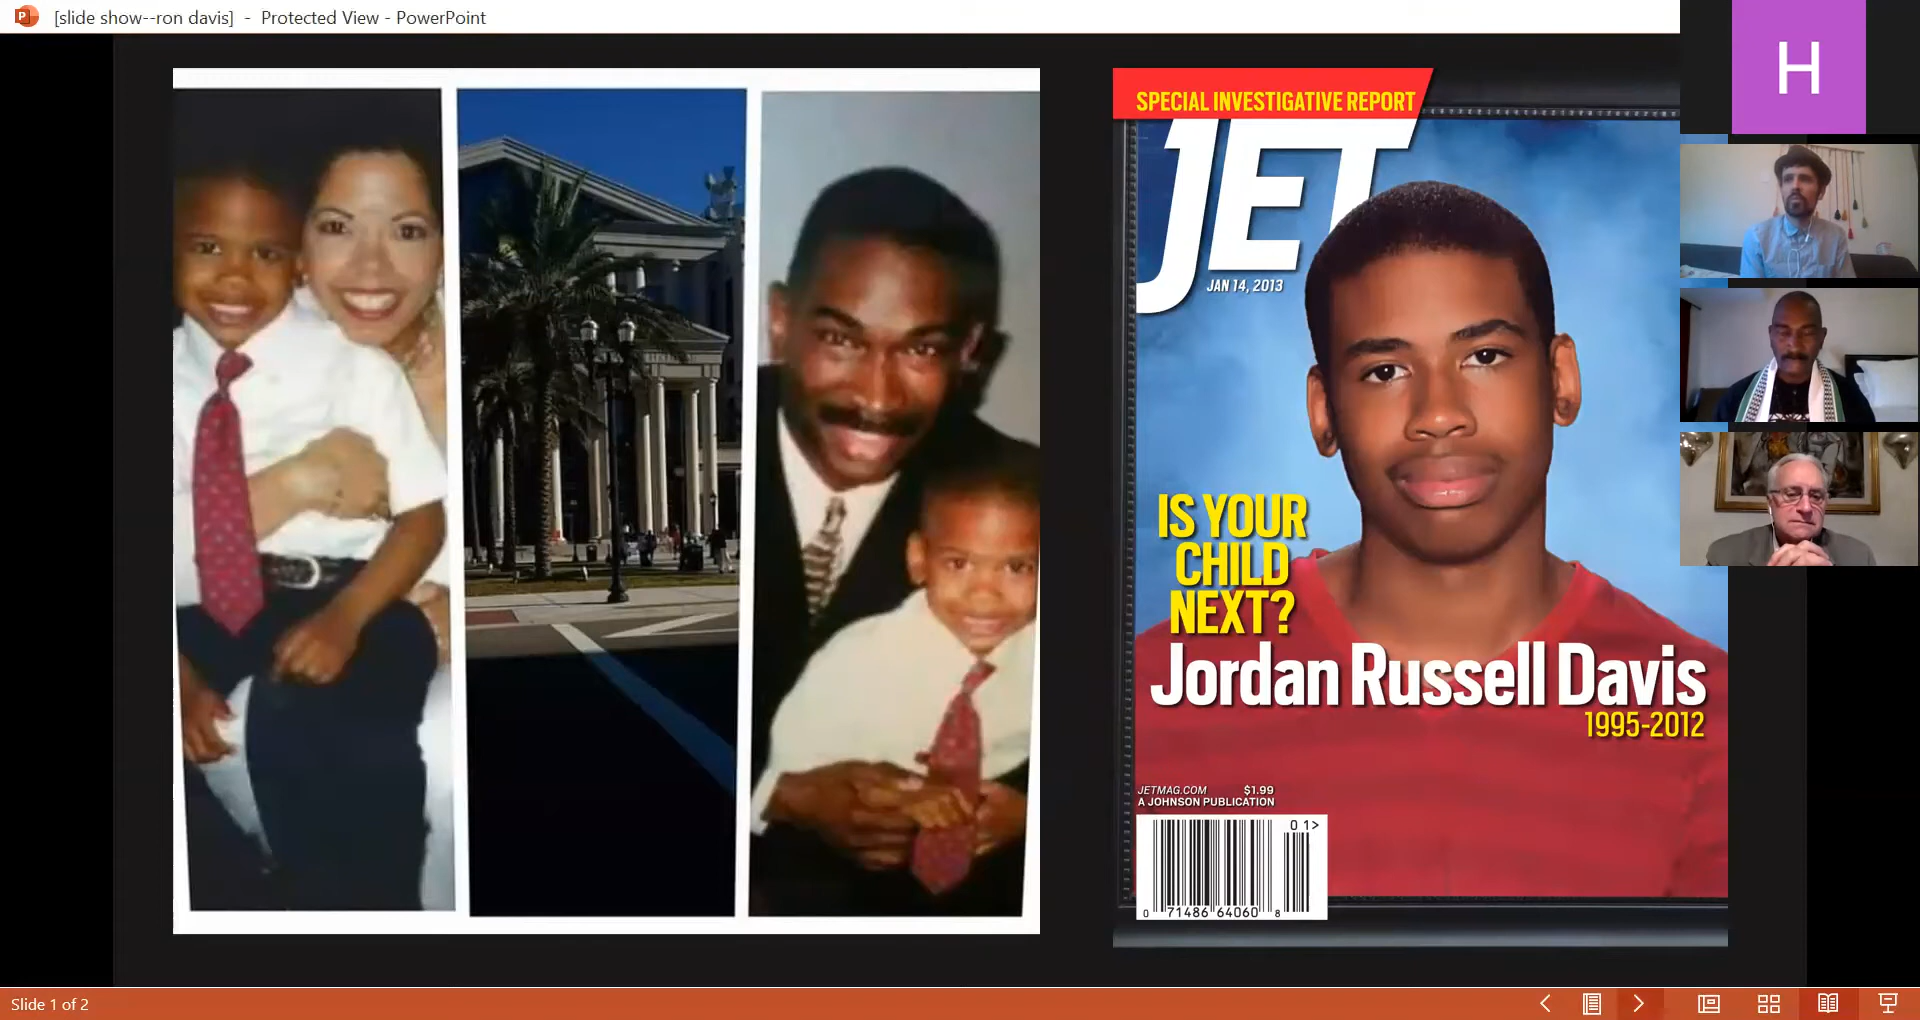 [slide show--ron davis] - Protected View - PowerPoint
H
SPECIAL INVESTIGATIVE REPORT
JET
JAN 14, 2013
IS YOUR
CHILD
NEXT?
Jordan Russell Davis
1995-2012
JETMAG.COM $1.99
A JOHNSON PUBLICATION
0 1>
0 71486 64060 8
Slide 1 of 2